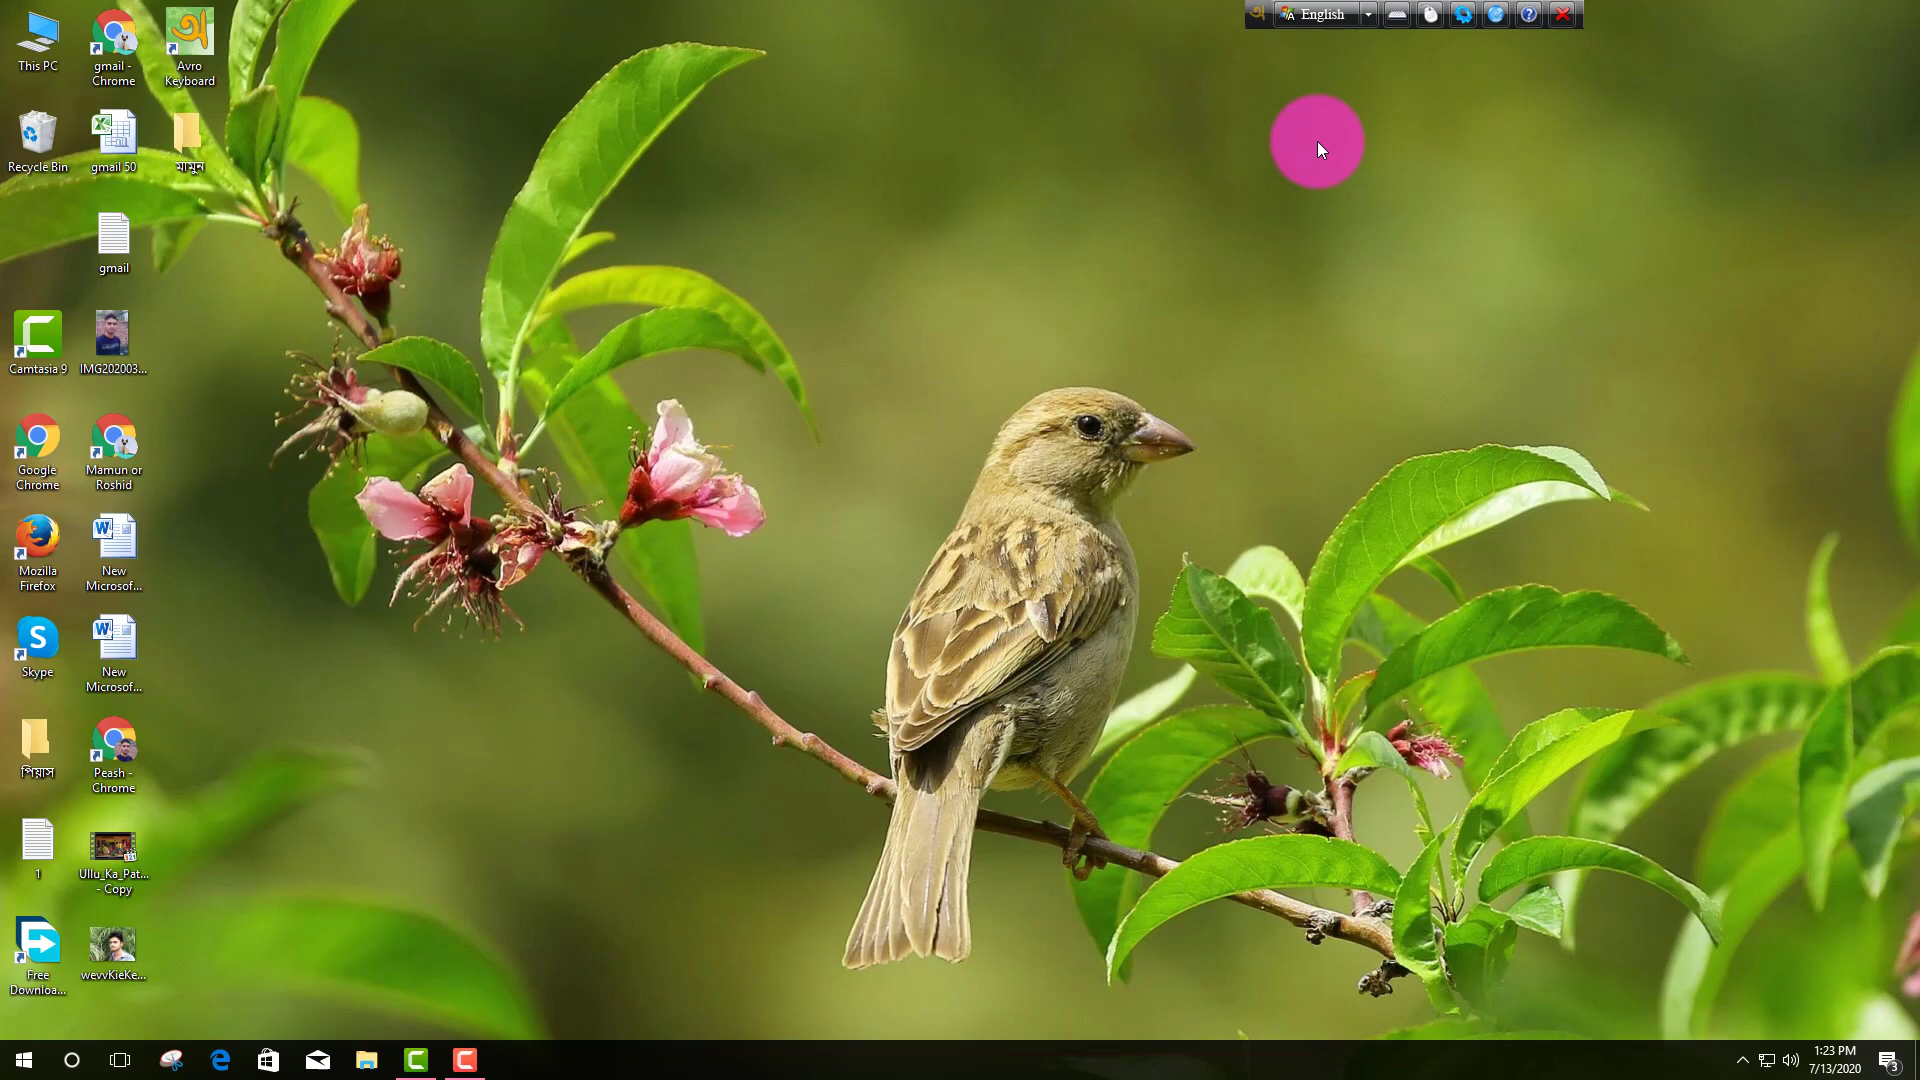 English
This PC
gmail -
Chrome
Avro
Keyboard
Recycle Bin
gmail 50
মামুন
gmail
Camtasia 9
IMG202003...
Google
Chrome
Mamun or
Roshid
Mozilla
Firefox
New
Microsof...
Skype
New
Microsof...
পিয়াস
Peash -
Chrome
1
Ullu_Ka_Pat...
- Copy
Free
Downloa...
wevvKieKe...
1:23 PM
7/13/2020
3